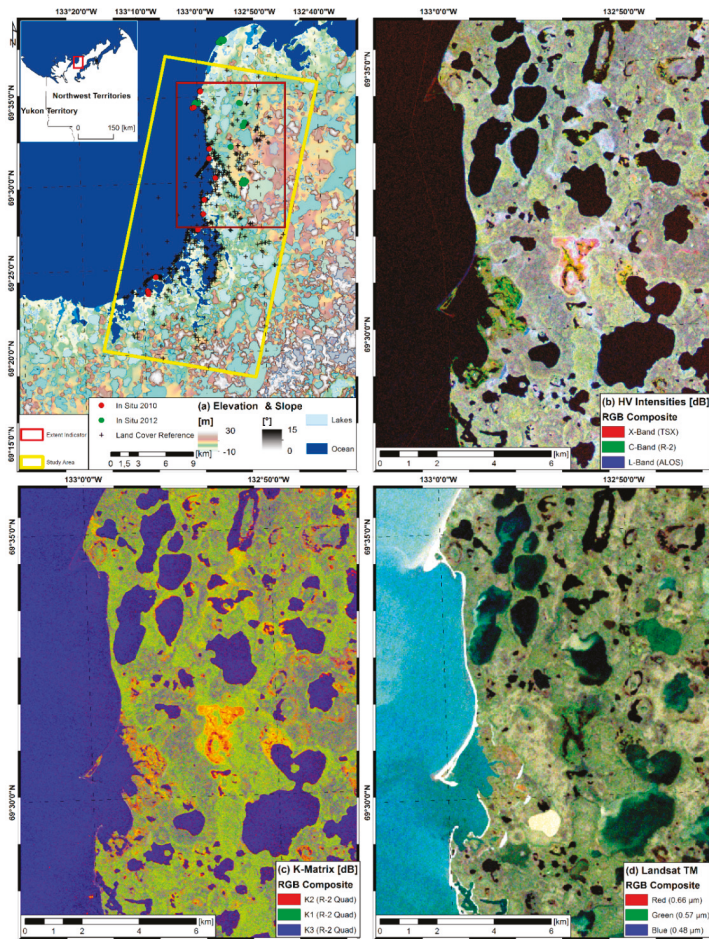 133°20'0"W 133°10'0"W 133°0'0"W 132°50'0"W 132°40'0"W
N
Northwest Territories
Yukon Territory
0 150 [km]
69°35'0"N
69°30'0"N
69°25'0"N
69°20'0"N
69°15'0"N
In Situ 2010
In Situ 2012
Land Cover Reference
Extent Indicator
Study Area
(a) Elevation & Slope
[m] [°]
30
-10
15
0
Lakes
Ocean
0 1,5 3 6 9
km
133°0'0"W 132°50'0"W
69°35'0"N
69°30'0"N
(b) HV Intensities [dB]
RGB Composite
X-Band (TSX)
C-Band (R-2)
L-Band (ALOS)
0 1 2 4 6
km
133°0'0"W 132°50'0"W
69°35'0"N
69°30'0"N
(c) K-Matrix [dB]
RGB Composite
K2 (R-2 Quad)
K1 (R-2 Quad)
K3 (R-2 Quad)
0 1 2 4 6
km
133°0'0"W 132°50'0"W
69°35'0"N
69°30'0"N
(d) Landsat TM
RGB Composite
Red (0.66 µm)
Green (0.57 µm)
Blue (0.48 µm)
0 1 2 4 6
km